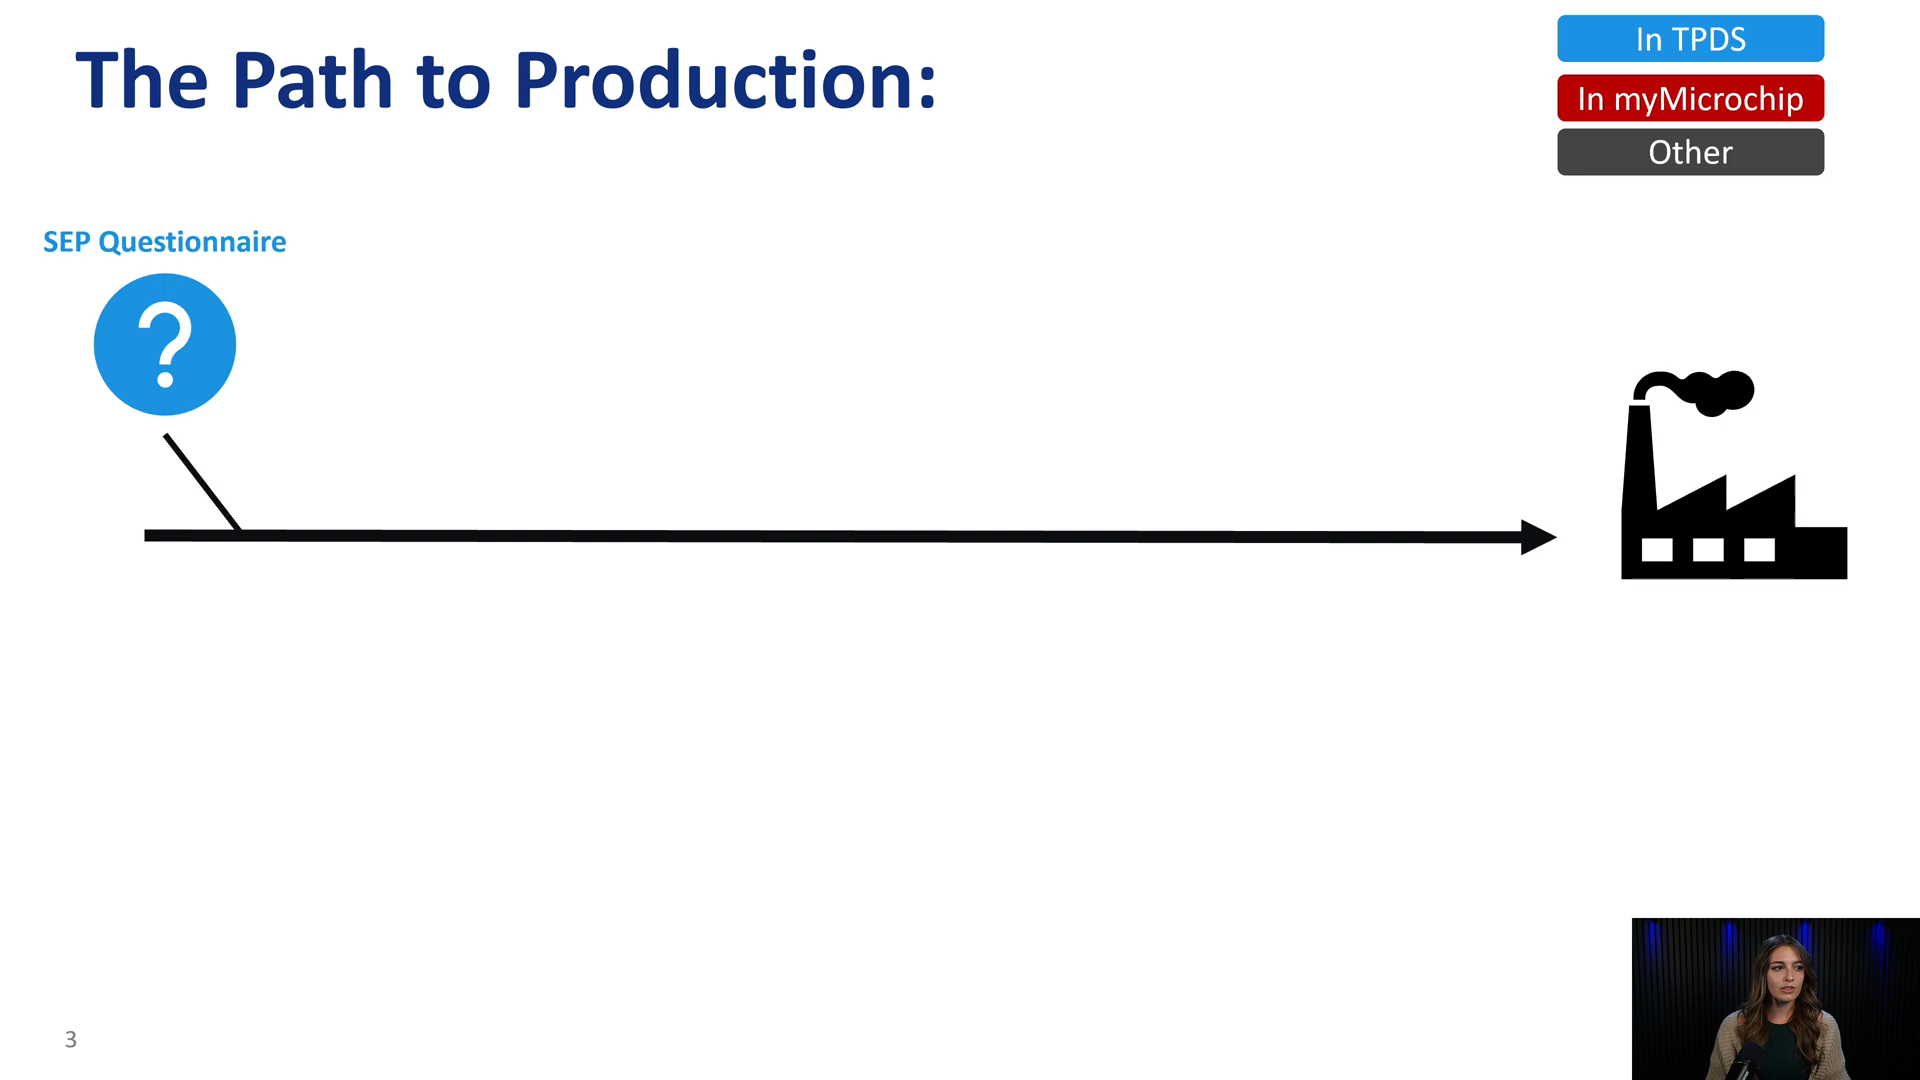 The Path to Production:
In TPDS
In myMicrochip
Other
SEP Questionnaire
?
3